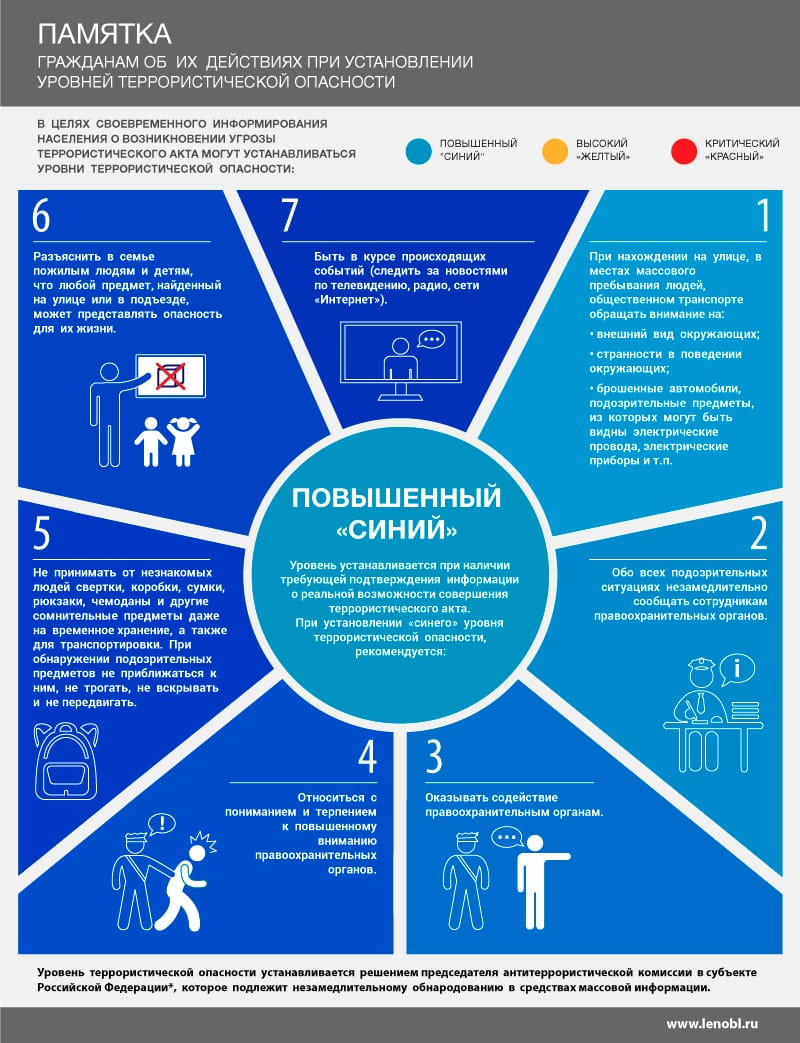 ПАМЯТКА
ГРАЖДАНАМ ОБ ИХ ДЕЙСТВИЯХ ПРИ УСТАНОВЛЕНИИ
УРОВНЕЙ ТЕРРОРИСТИЧЕСКОЙ ОПАСНОСТИ
В ЦЕЛЯХ СВОЕВРЕМЕННОГО ИНФОРМИРОВАНИЯ
НАСЕЛЕНИЯ О ВОЗНИКНОВЕНИИ УГРОЗЫ
ТЕРРОРИСТИЧЕСКОГО АКТА МОГУТ УСТАНАВЛИВАТЬСЯ
УРОВНИ ТЕРРОРИСТИЧЕСКОЙ ОПАСНОСТИ:
ПОВЫШЕННЫЙ
"СИНИЙ"
ВЫСОКИЙ
«ЖЕЛТЫЙ»
КРИТИЧЕСКИЙ
«КРАСНЫЙ»
6
Разъяснить в семье
пожилым людям и детям,
что любой предмет, найденный
на улице или в подъезде,
может представлять опасность
для их жизни.
7
Быть в курсе происходящих
событий (следить за новостями
по телевидению, радио, сети
«Интернет»).
1
При нахождении на улице, в
местах массового
пребывания людей,
общественном транспорте
обращать внимание на:
• внешний вид окружающих;
• странности в поведении
окружающих;
• брошенные автомобили,
подозрительные предметы,
из которых могут быть
видны электрические
провода, электрические
приборы и т.п.
ПОВЫШЕННЫЙ
«СИНИЙ»
Уровень устанавливается при наличии
требующей подтверждения информации
о реальной возможности совершения
террористического акта.
При установлении «синего» уровня
террористической опасности,
рекомендуется:
5
Не принимать от незнакомых
людей свертки, коробки, сумки,
рюкзаки, чемоданы и другие
сомнительные предметы даже
на временное хранение, а также
для транспортировки. При
обнаружении подозрительных
предметов не приближаться к
ним, не трогать, не вскрывать
и не передвигать.
2
Обо всех подозрительных
ситуациях незамедлительно
сообщать сотрудникам
правоохранительных органов.
i
4
Относиться с
пониманием и терпением
к повышенному
вниманию
правоохранительных
органов.
!
3
Оказывать содействие
правоохранительным органам.
Уровень террористической опасности устанавливается решением председателя антитеррористической комиссии в субъекте
Российской Федерации*, которое подлежит незамедлительному обнародованию в средствах массовой информации.
www.lenobl.ru